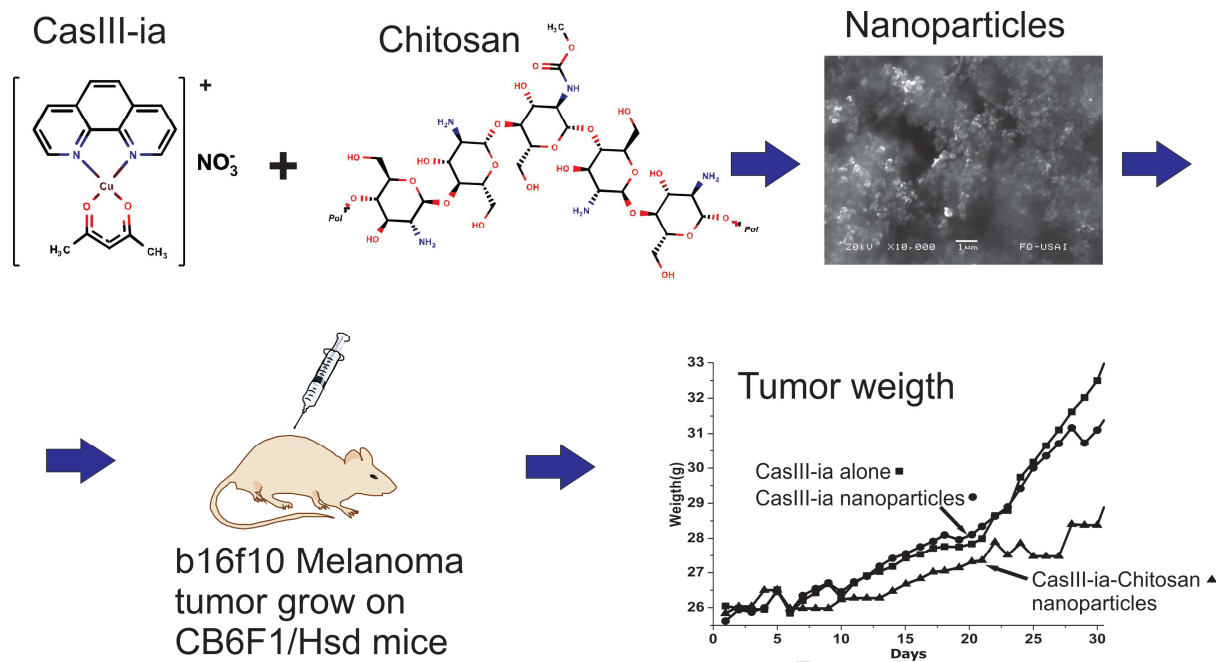 CasIII-ia
Chitosan
Nanoparticles
+
N
N
Cu
O
O
H₃C
CH₃
NO₃⁻
+
H₃C
O
O
NH
HO
O
OH
H₂N
O
O
HO
O
OH
HO
O
O
HO
H₂N
O
HO
NH₂
O
O
Pol
OH
HO
O
O
Pol
HO
NH₂
OH
20kV X10,000 1μm FQ-USAI
b16f10 Melanoma
tumor grow on
CB6F1/Hsd mice
Tumor weigth
33
32
31
30
29
28
27
26
Weigth(g)
CasIII-ia alone
CasIII-ia nanoparticles
CasIII-ia-Chitosan
nanoparticles
0 5 10 15 20 25 30
Days